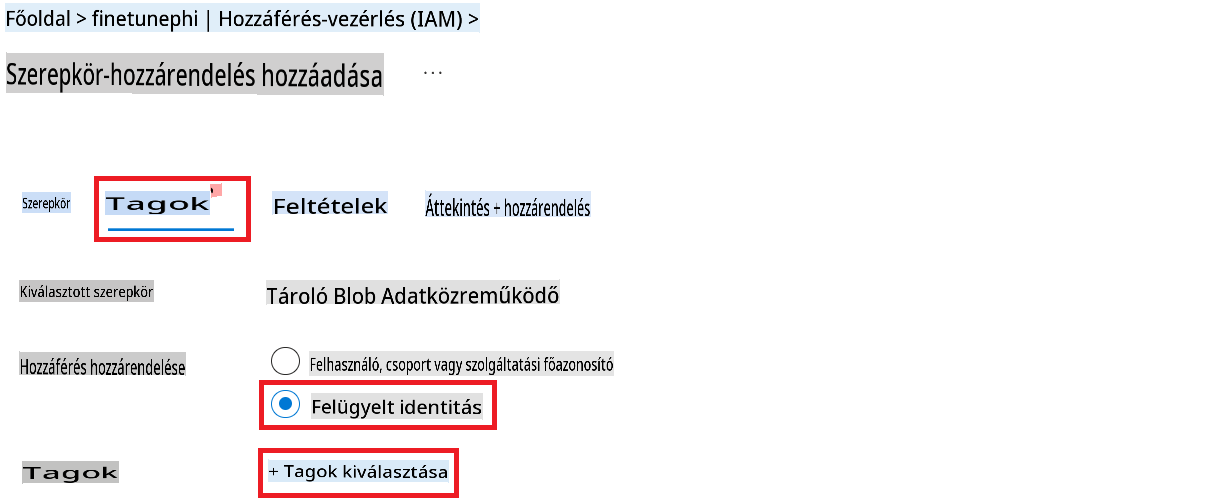 Főoldal > finetunephi | Hozzáférés-vezérlés (IAM) >
Szerepkör-hozzárendelés hozzáadása ...
Szerepkör Tagok Feltételek Áttekintés + hozzárendelés
Kiválasztott szerepkör Tároló Blob Adatközreműködő
Hozzáférés hozzárendelése Felhasználó, csoport vagy szolgáltatási főazonosító
Felügyelt identitás
Tagok + Tagok kiválasztása